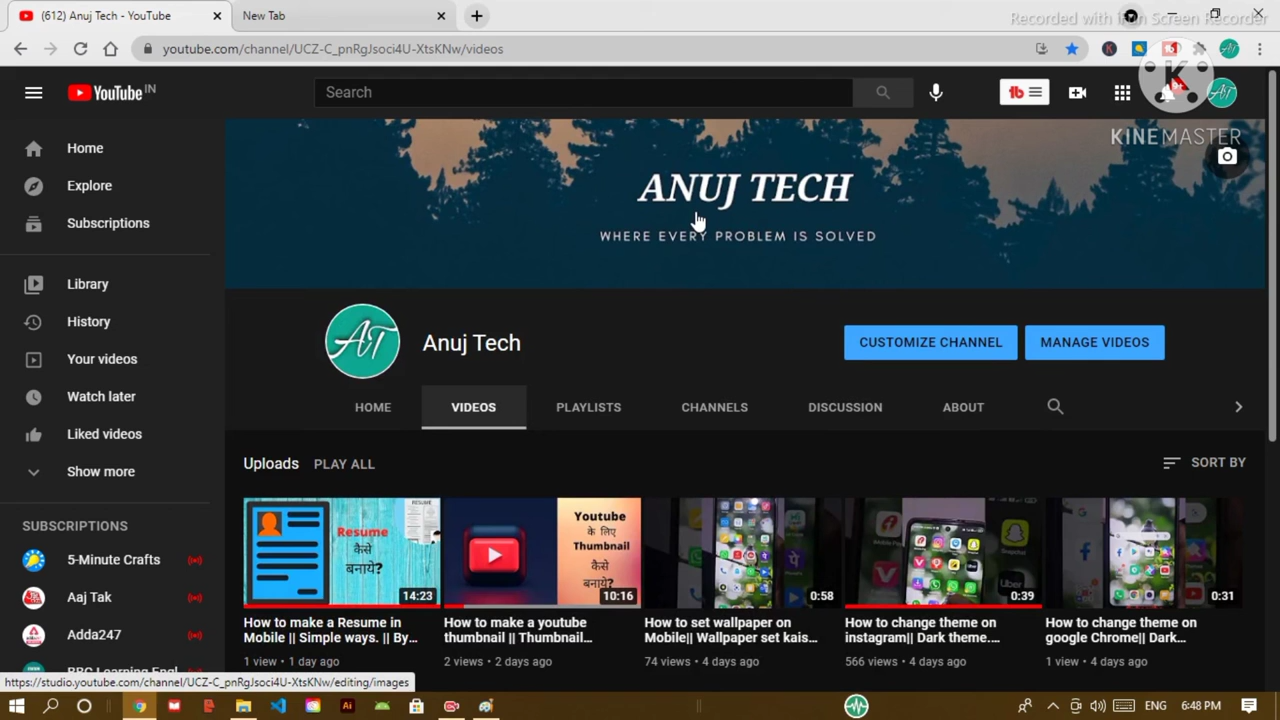 (612) Anuj Tech - YouTube
New Tab
Recorded with iTop Screen Recorder
youtube.com/channel/UCZ-C_pnRgJsoci4U-XtsKNw/videos
YouTube IN
Search
KINEMASTER
Home
Explore
Subscriptions
Library
History
Your videos
Watch later
Liked videos
Show more
SUBSCRIPTIONS
5-Minute Crafts
Aaj Tak
Adda247
ANUJ TECH
WHERE EVERY PROBLEM IS SOLVED
AT
Anuj Tech
CUSTOMIZE CHANNEL
MANAGE VIDEOS
HOME
VIDEOS
PLAYLISTS
CHANNELS
DISCUSSION
ABOUT
Uploads
PLAY ALL
SORT BY
RESUME
Resume
कैसे
बनाये?
14:23
Youtube
के लिए
Thumbnail
कैसे
बनाये?
10:16
0:58
Snapchat
Uber
0:39
0:31
How to make a Resume in
Mobile || Simple ways. || By...
1 view • 1 day ago
How to make a youtube
thumbnail || Thumbnail...
2 views • 2 days ago
How to set wallpaper on
Mobile|| Wallpaper set kais...
74 views • 4 days ago
How to change theme on
instagram|| Dark theme....
566 views • 4 days ago
How to change theme on
google Chrome|| Dark...
1 view • 4 days ago
https://studio.youtube.com/channel/UCZ-C_pnRgJsoci4U-XtsKNw/editing/images
ENG
6:48 PM